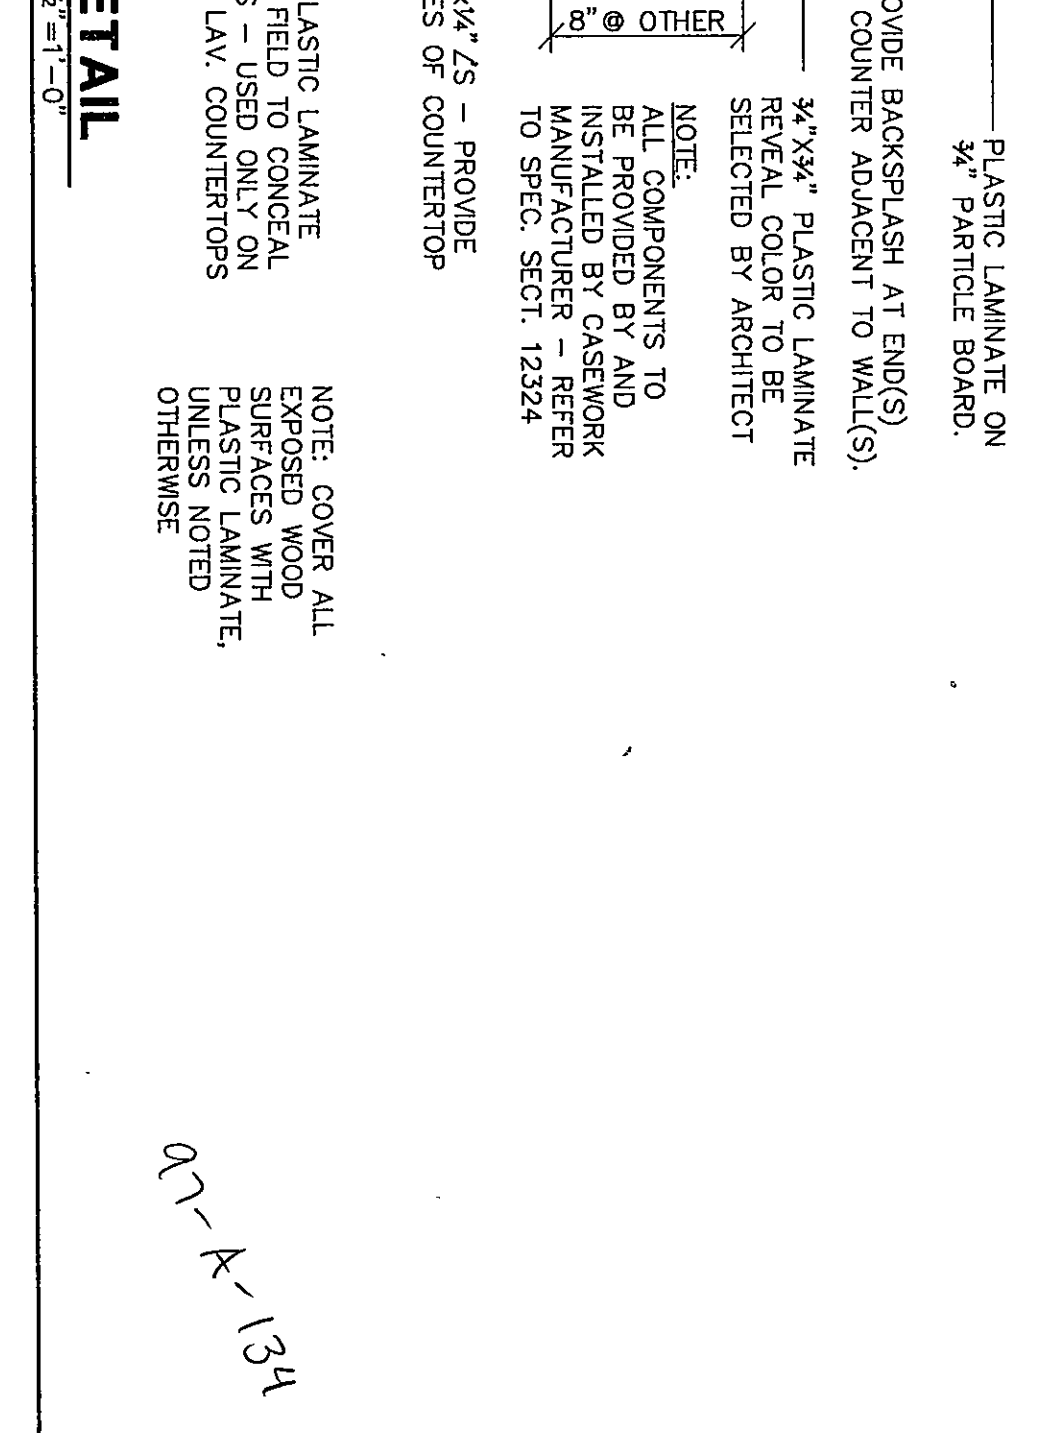 PLASTIC LAMINATE ON
¾" PARTICLE BOARD.
BACKSPLASH AT END(S)
COUNTER ADJACENT TO WALL(S).
¾"X¾" PLASTIC LAMINATE
REVEAL COLOR TO BE
SELECTED BY ARCHITECT
8"@ OTHER
NOTE:
ALL COMPONENTS TO
BE PROVIDED BY AND
INSTALLED BY CASEWORK
MANUFACTURER – REFER
TO SPEC. SECT. 12324
x¼" ∠S – PROVIDE
OF COUNTERTOP
LAMINATE
FIELD TO CONCEAL
– USED ONLY ON
LAV. COUNTERTOPS
NOTE: COVER ALL
EXPOSED WOOD
SURFACES WITH
PLASTIC LAMINATE,
UNLESS NOTED
OTHERWISE
ETAIL
=1'-0"
97-A-134